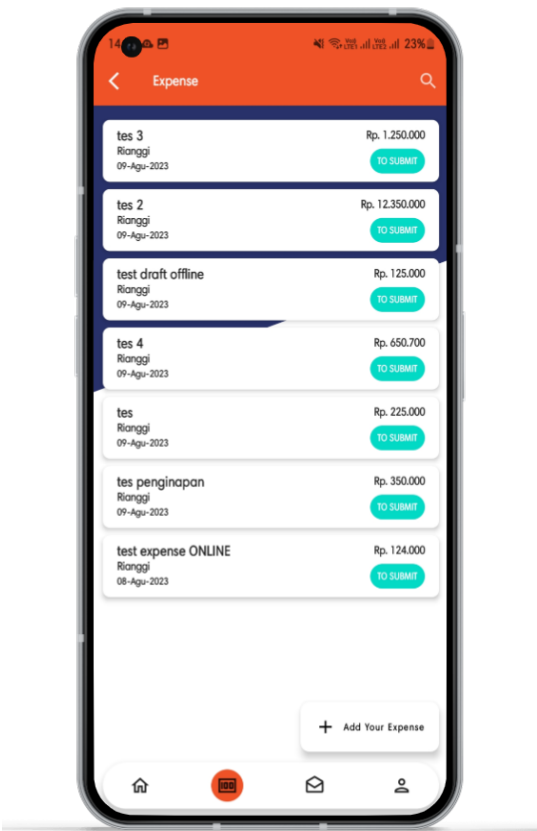 23%
Expense
tes 3
Rp. 1.250.000
Rianggi
TO SUBMIT
09-Agu-2023
tes 2
Rp. 12.350.000
Rianggi
TO SUBMIT
09-Agu-2023
test draft offline
Rp. 125.000
Rianggi
TO SUBMIT
09-Agu-2023
tes 4
Rp. 650.700
Rianggi
TO SUBMIT
09-Agu-2023
tes
Rp. 225.000
Rianggi
TO SUBMIT
09-Agu-2023
tes penginapan
Rp. 350.000
Rianggi
TO SUBMIT
09-Agu-2023
test expense ONLINE
Rp. 124.000
Rianggi
TO SUBMIT
08-Agu-2023
+ Add Your Expense